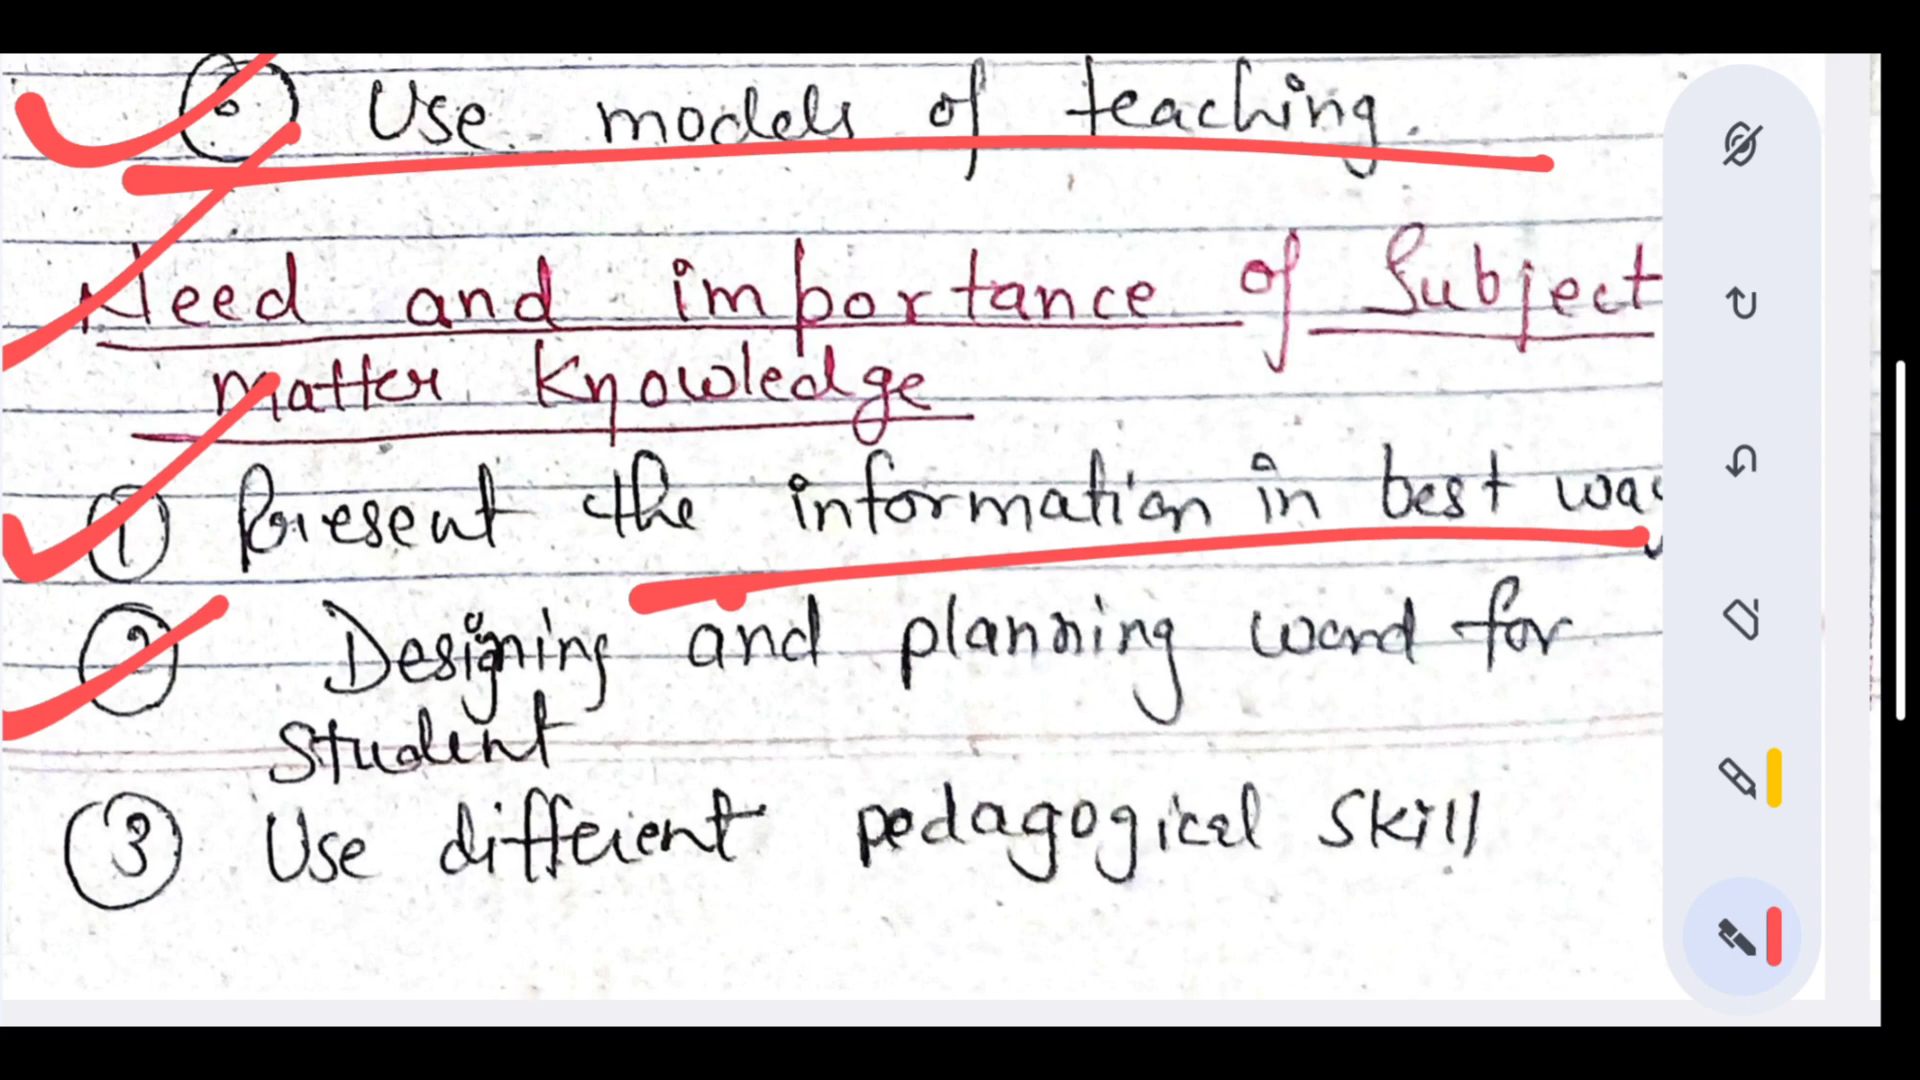 Use models of teaching.
Need and importance of Subject
matter Knowledge
① Present the information in best way
② Designing and planning word for
Student
③ Use different pedagogical skill